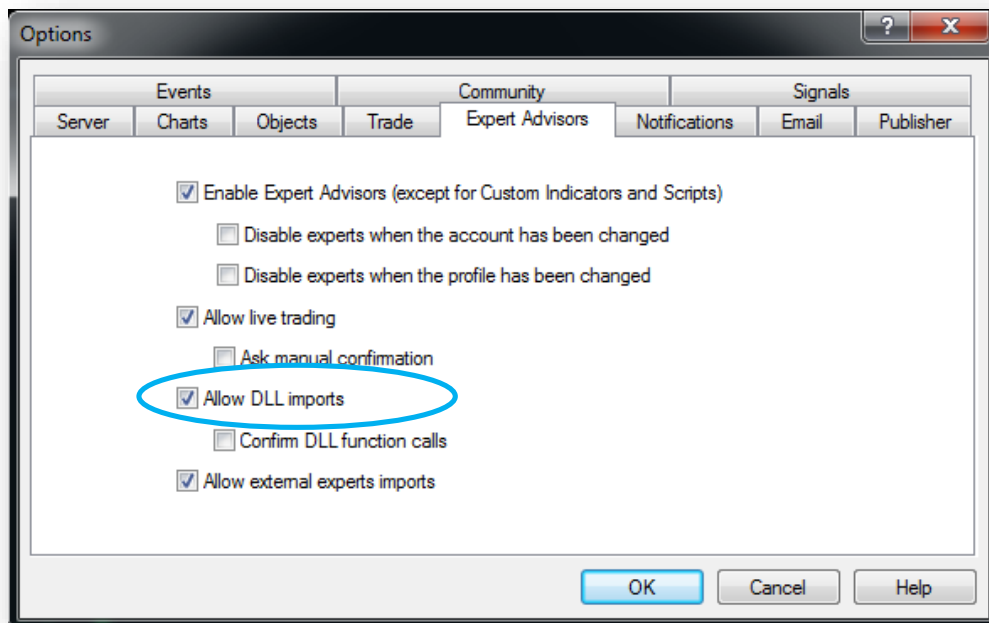 Options
? X
Events Community Signals
Server Charts Objects Trade Expert Advisors Notifications Email Publisher
Enable Expert Advisors (except for Custom Indicators and Scripts)
Disable experts when the account has been changed
Disable experts when the profile has been changed
Allow live trading
Ask manual confirmation
Allow DLL imports
Confirm DLL function calls
Allow external experts imports
OK Cancel Help